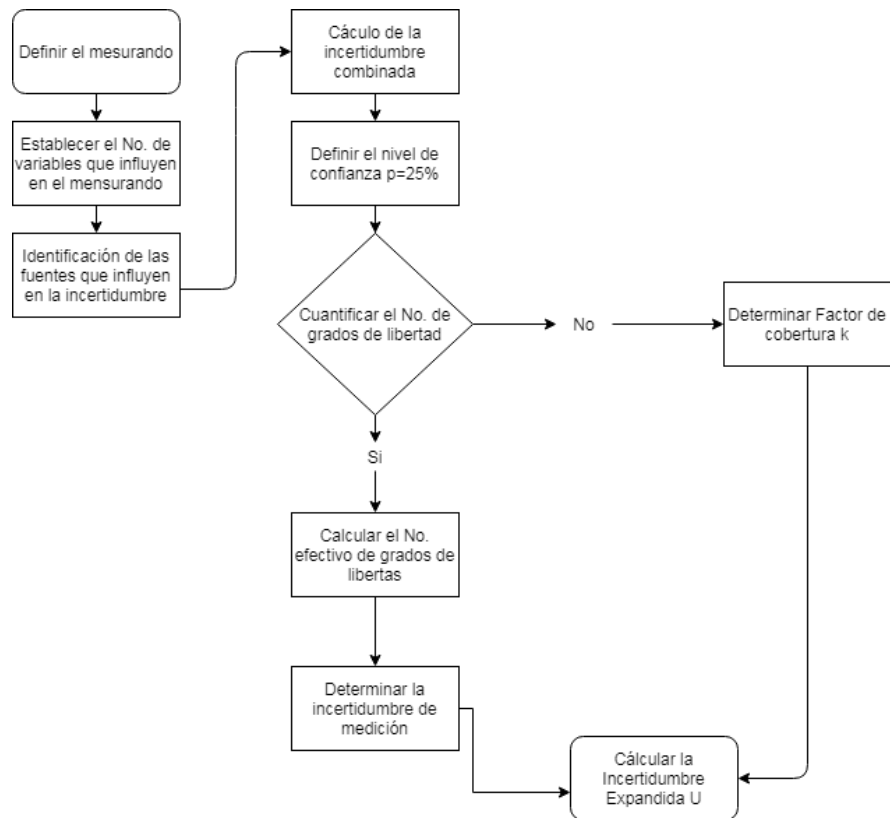 Definir el mesurando
Establecer el No. de
variables que influyen
en el mensurando
Identificación de las
fuentes que influyen
en la incertidumbre
Cáculo de la
incertidumbre
combinada
Definir el nivel de
confianza p=25%
Cuantificar el No. de
grados de libertad
No
Determinar Factor de
cobertura k
Si
Calcular el No.
efectivo de grados de
libertas
Determinar la
incertidumbre de
medición
Cálcular la
Incertidumbre
Expandida U